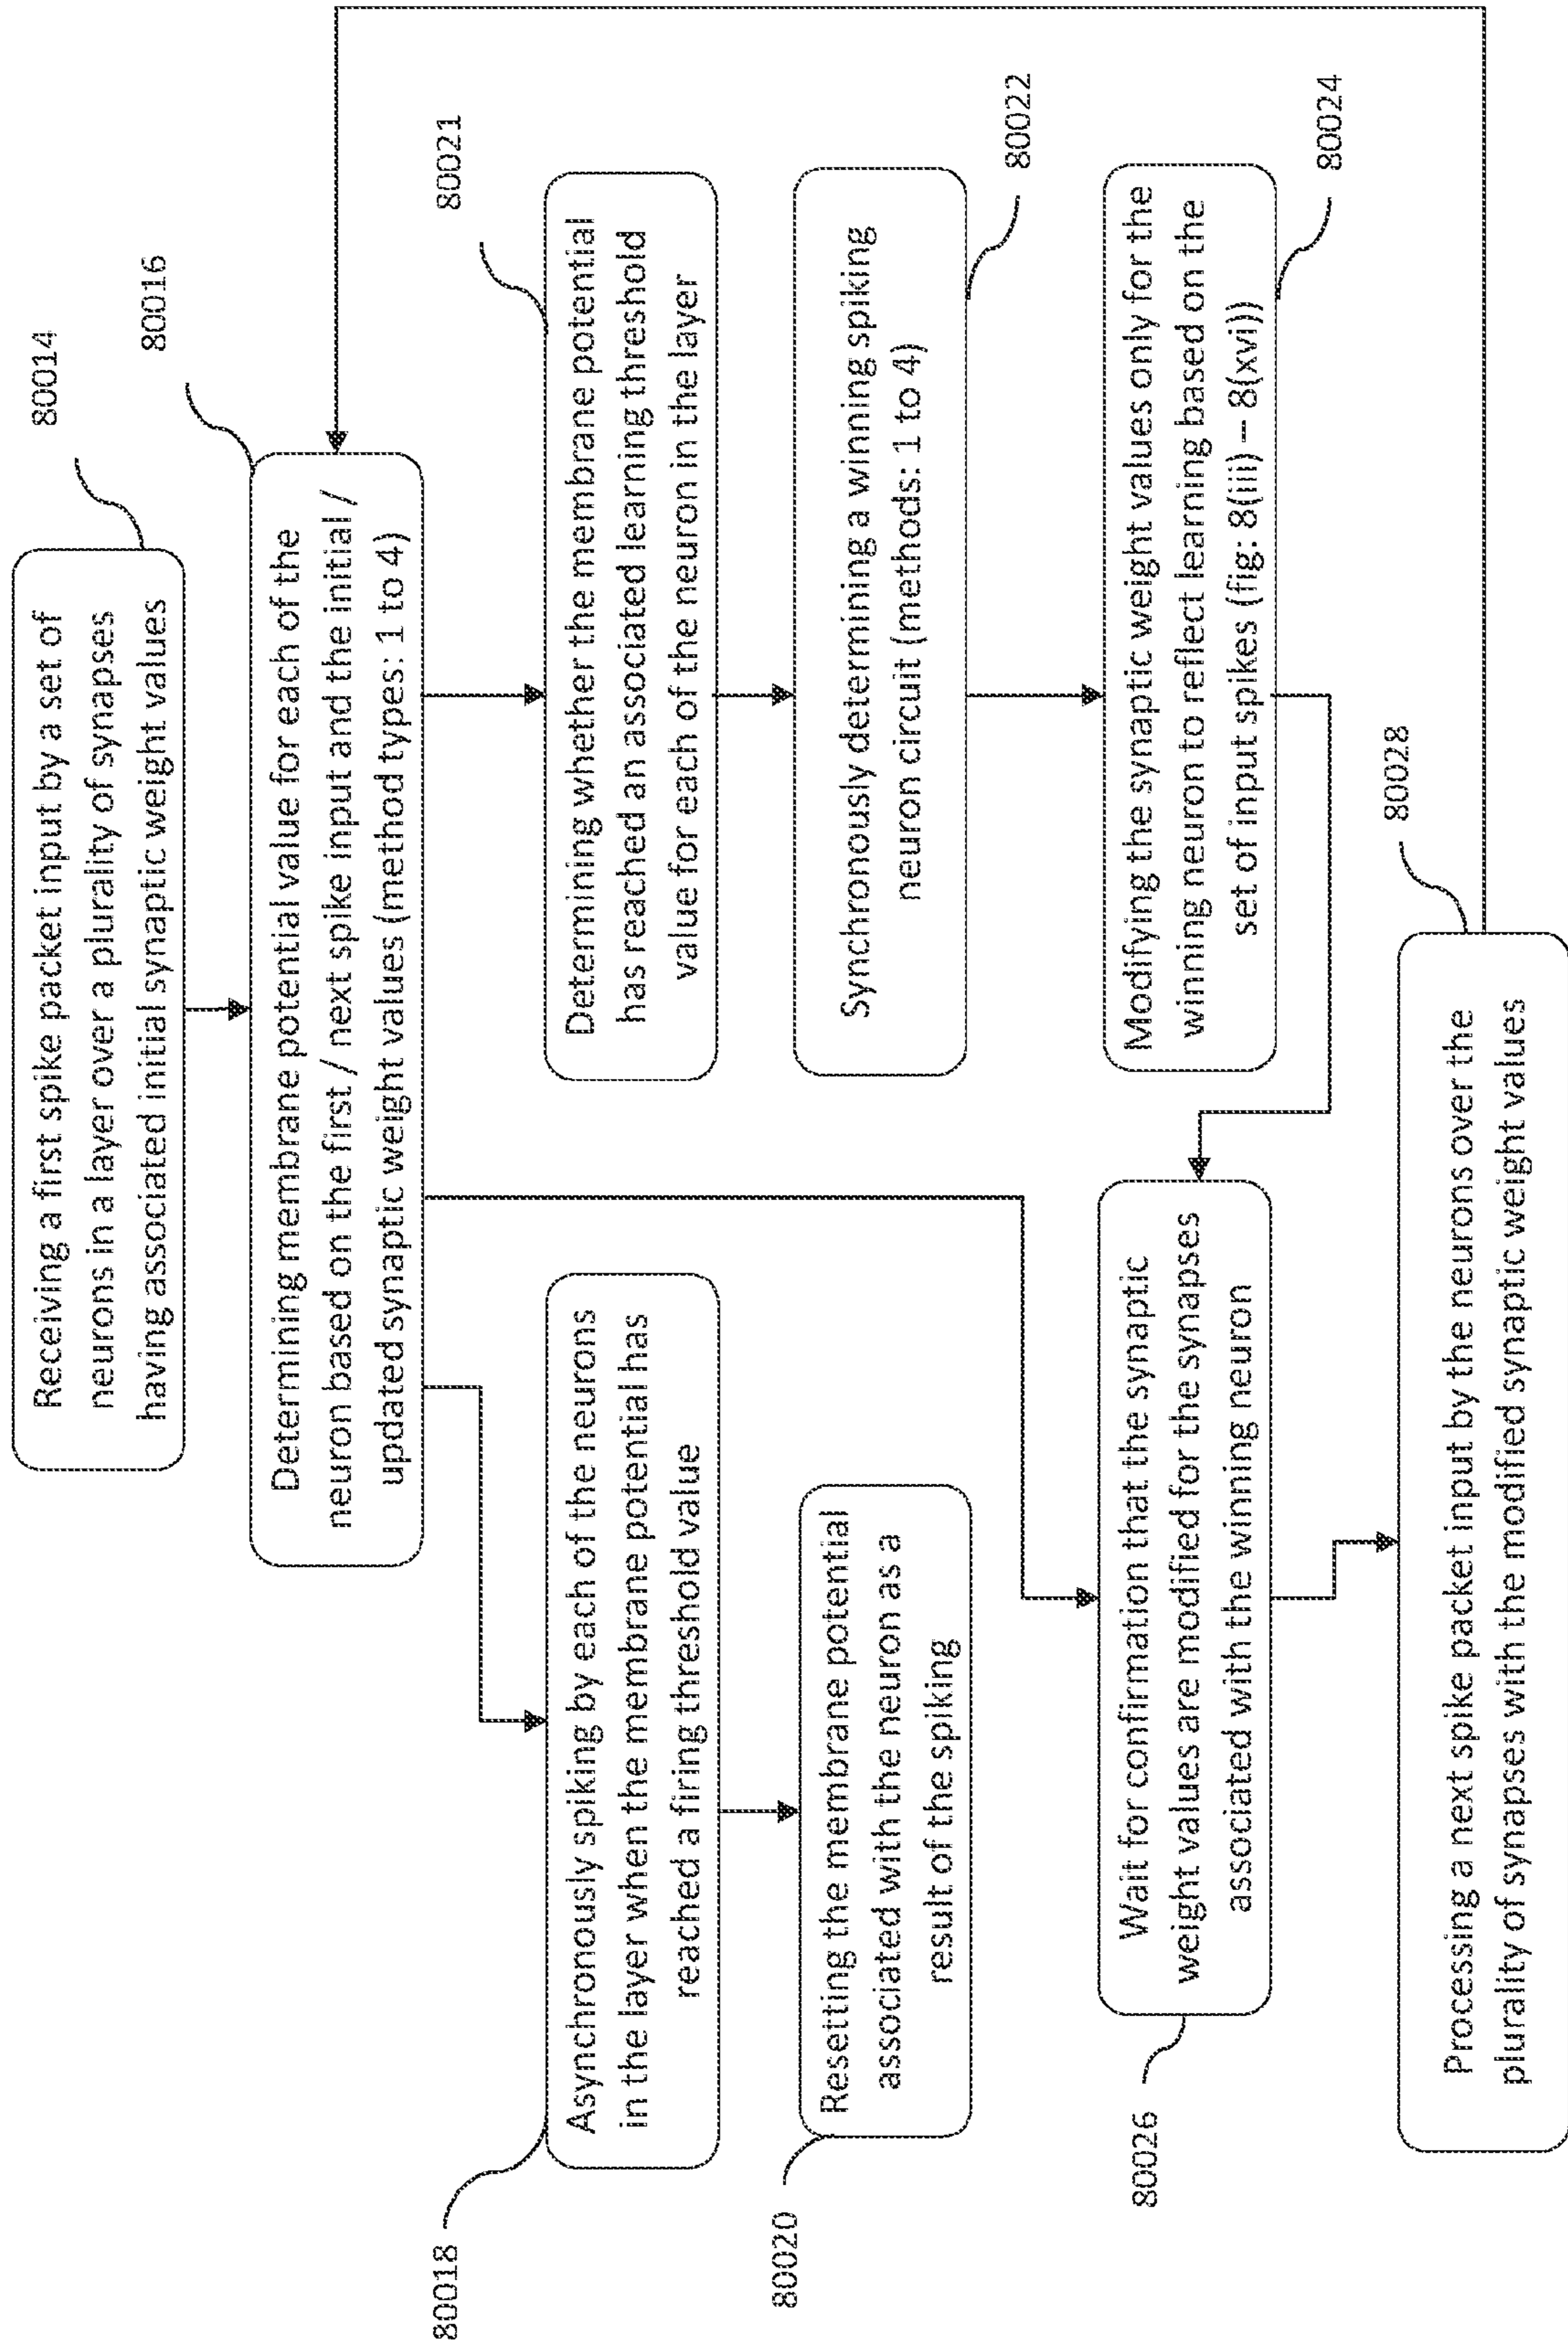 Receiving a first spike packet input by a set of
neurons in a layer over a plurality of synapses
having associated initial synaptic weight values
80014
Determining membrane potential value for each of the
neuron based on the first / next spike input and the initial /
updated synaptic weight values (method types: 1 to 4)
80016
80018
Asynchronously spiking by each of the neurons
in the layer when the membrane potential has
reached a firing threshold value
Determining whether the membrane potential
has reached an associated learning threshold
value for each of the neuron in the layer
80021
80020
Resetting the membrane potential
associated with the neuron as a
result of the spiking
Synchronously determining a winning spiking
neuron circuit (methods: 1 to 4)
80022
80026
Wait for confirmation that the synaptic
weight values are modified for the synapses
associated with the winning neuron
Modifying the synaptic weight values only for the
winning neuron to reflect learning based on the
set of input spikes (fig: 8(iii) – 8(xvi))
80024
Processing a next spike packet input by the neurons over the
plurality of synapses with the modified synaptic weight values
80028